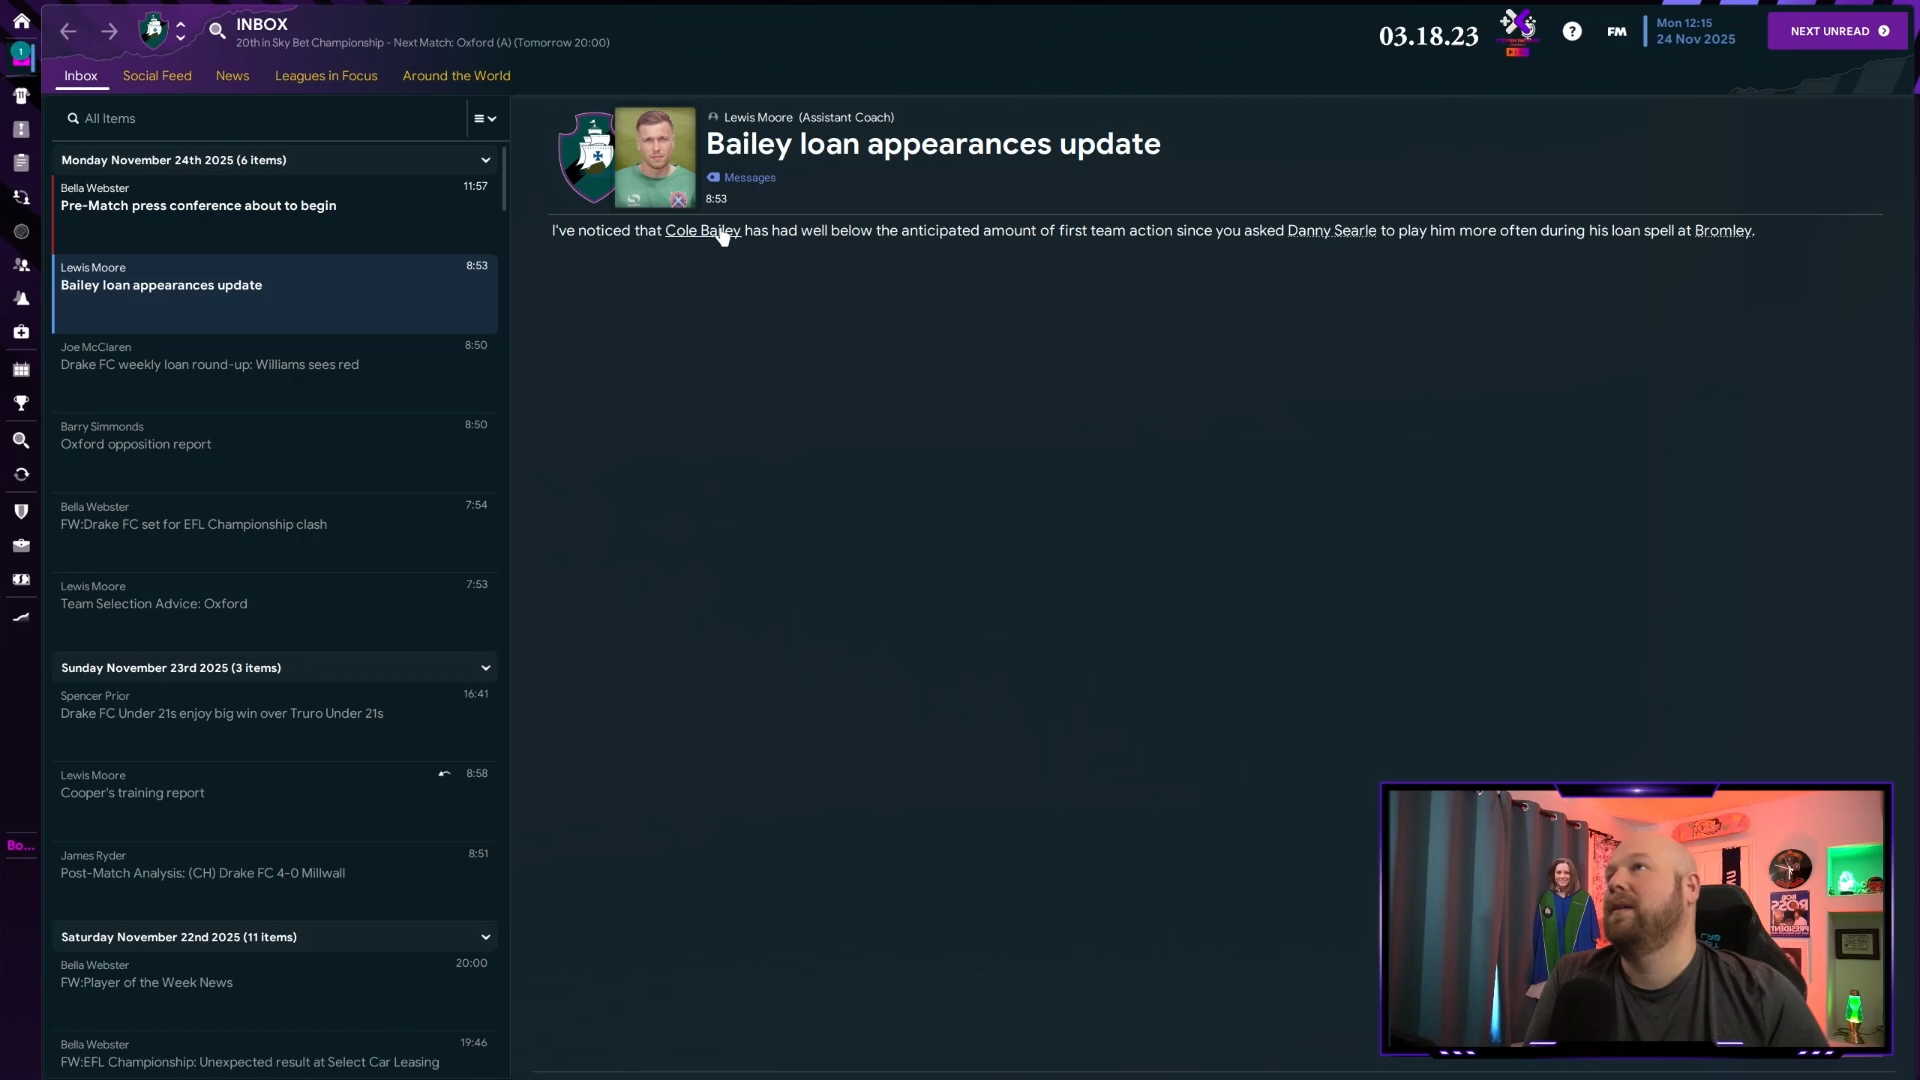 INBOX
20th in Sky Bet Championship - Next Match: Oxford (A) (Tomorrow 20:00)
03.18.23
FM
Mon 12:15
24 Nov 2025
NEXT UNREAD
1
Inbox
Social Feed
News
Leagues in Focus
Around the World
All Items
Monday November 24th 2025 (6 items)
Bella Webster 11:57
Pre-Match press conference about to begin
Lewis Moore 8:53
Bailey loan appearances update
Joe McClaren 8:50
Drake FC weekly loan round-up: Williams sees red
Barry Simmonds 8:50
Oxford opposition report
Bella Webster 7:54
FW:Drake FC set for EFL Championship clash
Lewis Moore 7:53
Team Selection Advice: Oxford
Sunday November 23rd 2025 (3 items)
Spencer Prior 16:41
Drake FC Under 21s enjoy big win over Truro Under 21s
Lewis Moore 8:58
Cooper's training report
James Ryder 8:51
Post-Match Analysis: (CH) Drake FC 4-0 Millwall
Saturday November 22nd 2025 (11 items)
Bella Webster 20:00
FW:Player of the Week News
Bella Webster 19:46
FW:EFL Championship: Unexpected result at Select Car Leasing
Bo...
Lewis Moore (Assistant Coach)
Bailey loan appearances update
Messages
8:53
I've noticed that Cole Bailey has had well below the anticipated amount of first team action since you asked Danny Searle to play him more often during his loan spell at Bromley.
BOB
ROSS
PRESIDENT